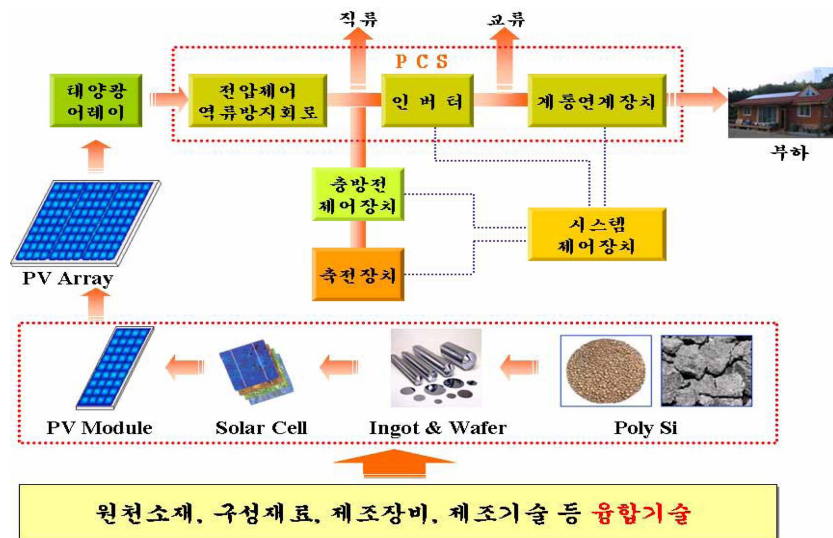 직류
교류
PCS
태양광
어레이
전압제어
역류방지회로
인 버 터
계통연계장치
부하
충방전
제어장치
시스템
제어장치
축전장치
PV Array
PV Module
Solar Cell
Ingot & Wafer
Poly Si
원천소재, 구성재료, 제조장비, 제조기술 등 융합기술